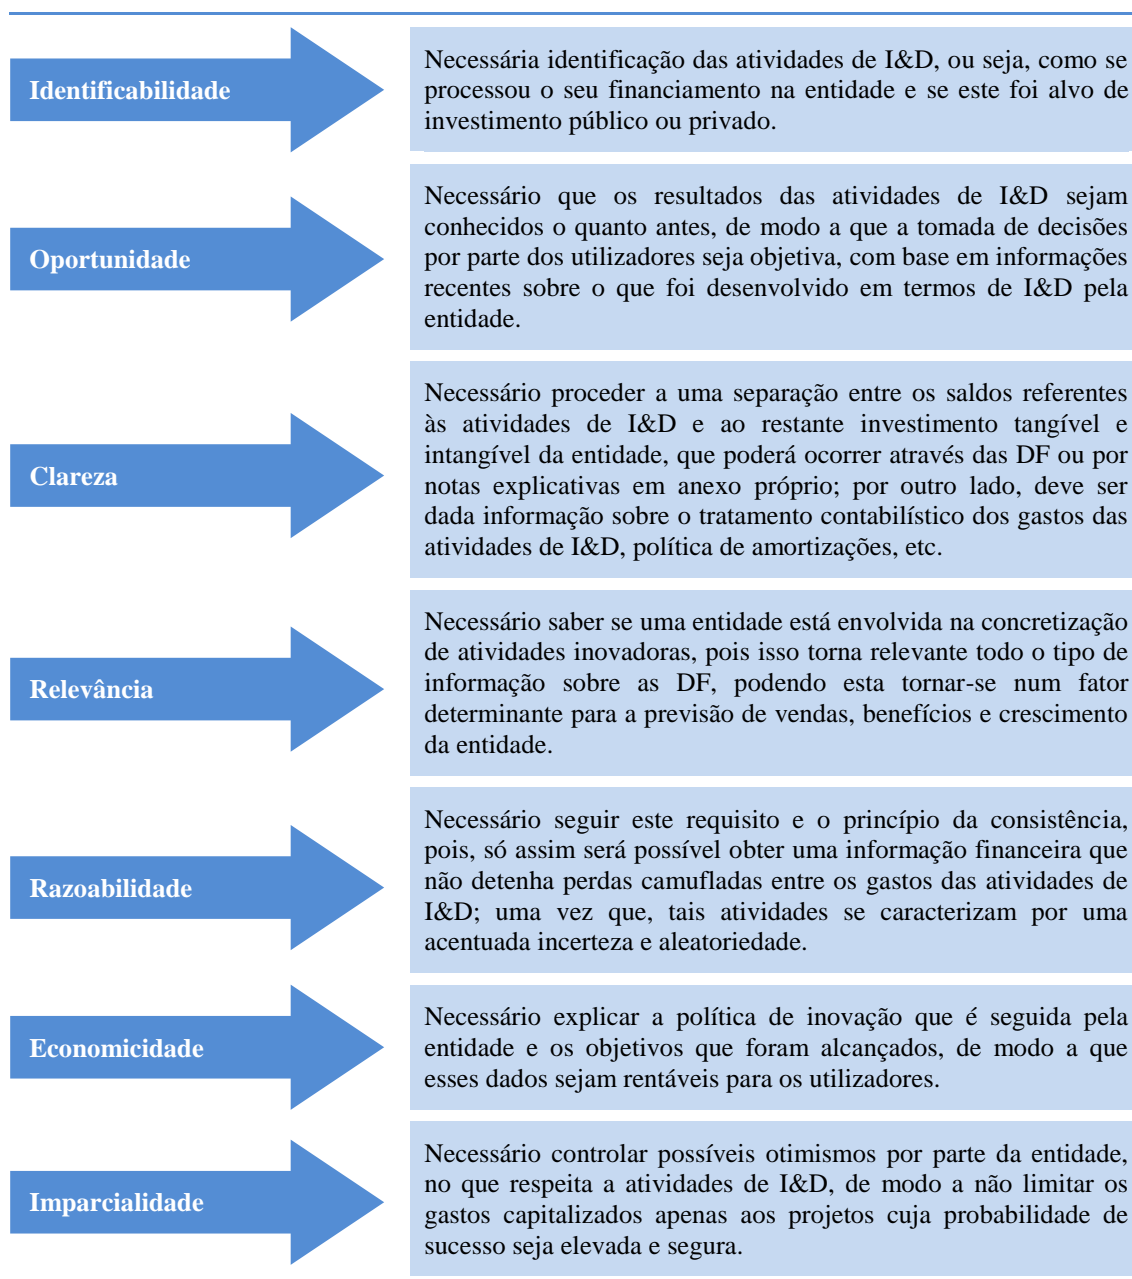 Identificabilidade
Necessária identificação das atividades de I&D, ou seja, como se
processou o seu financiamento na entidade e se este foi alvo de
investimento público ou privado.
Oportunidade
Necessário que os resultados das atividades de I&D sejam
conhecidos o quanto antes, de modo a que a tomada de decisões
por parte dos utilizadores seja objetiva, com base em informações
recentes sobre o que foi desenvolvido em termos de I&D pela
entidade.
Clareza
Necessário proceder a uma separação entre os saldos referentes
às atividades de I&D e ao restante investimento tangível e
intangível da entidade, que poderá ocorrer através das DF ou por
notas explicativas em anexo próprio; por outro lado, deve ser
dada informação sobre o tratamento contabilístico dos gastos das
atividades de I&D, política de amortizações, etc.
Relevância
Necessário saber se uma entidade está envolvida na concretização
de atividades inovadoras, pois isso torna relevante todo o tipo de
informação sobre as DF, podendo esta tornar-se num fator
determinante para a previsão de vendas, benefícios e crescimento
da entidade.
Razoabilidade
Necessário seguir este requisito e o princípio da consistência,
pois, só assim será possível obter uma informação financeira que
não detenha perdas camufladas entre os gastos das atividades de
I&D; uma vez que, tais atividades se caracterizam por uma
acentuada incerteza e aleatoriedade.
Economicidade
Necessário explicar a política de inovação que é seguida pela
entidade e os objetivos que foram alcançados, de modo a que
esses dados sejam rentáveis para os utilizadores.
Imparcialidade
Necessário controlar possíveis otimismos por parte da entidade,
no que respeita a atividades de I&D, de modo a não limitar os
gastos capitalizados apenas aos projetos cuja probabilidade de
sucesso seja elevada e segura.